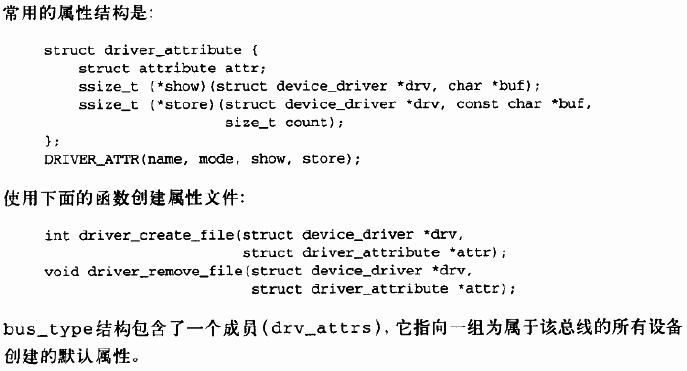 常用的属性结构是:
struct driver_attribute {
    struct attribute attr;
    ssize_t (*show)(struct device_driver *drv, char *buf);
    ssize_t (*store)(struct device_driver *drv, const char *buf,
                     size_t count);
};
DRIVER_ATTR(name, mode, show, store);
使用下面的函数创建属性文件:
int driver_create_file(struct device_driver *drv,
                       struct driver_attribute *attr);
void driver_remove_file(struct device_driver *drv,
                        struct driver_attribute *attr);
bus_type结构包含了一个成员(drv_attrs),它指向一组为属于该总线的所有设备
创建的默认属性。